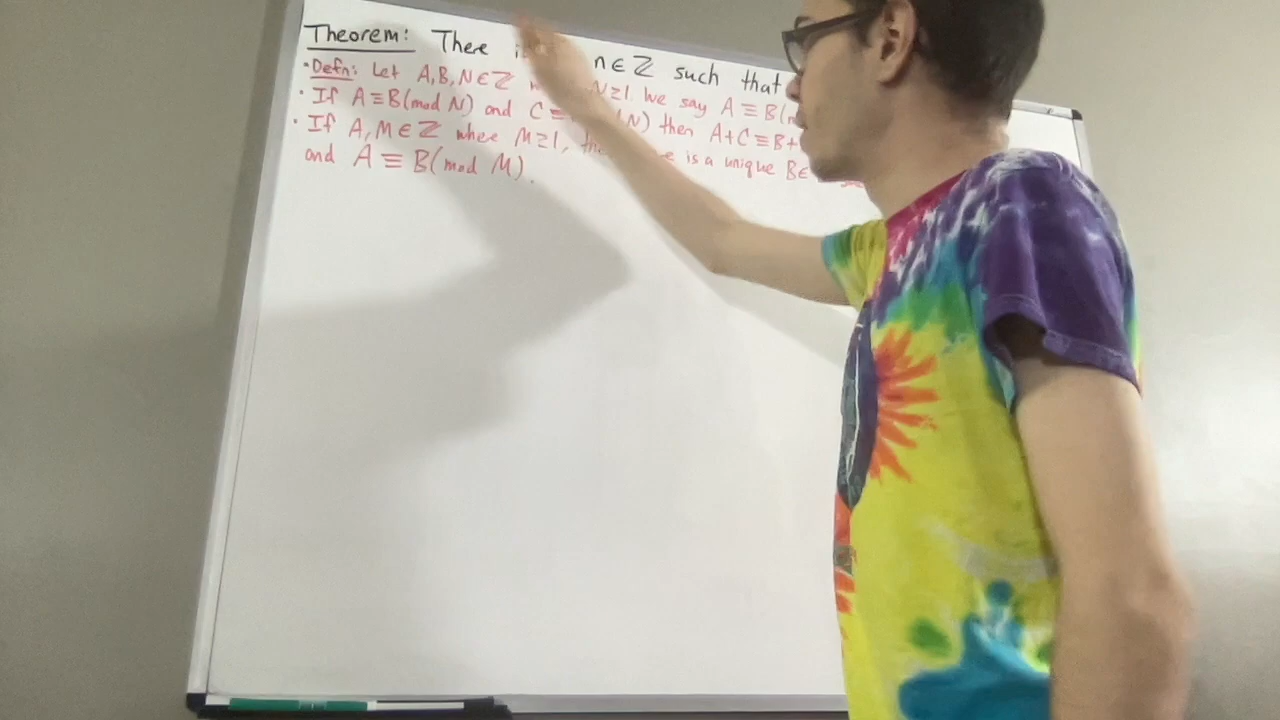 Theorem: There is n∈ℤ such that
• Defn: Let A,B,N∈ℤ N≥1. We say A≡B(m
• If A≡B(mod N) and C≡ N) then A+C≡B+
• If A,M∈ℤ where M≥1, is a unique B∈
and A≡B(mod M).